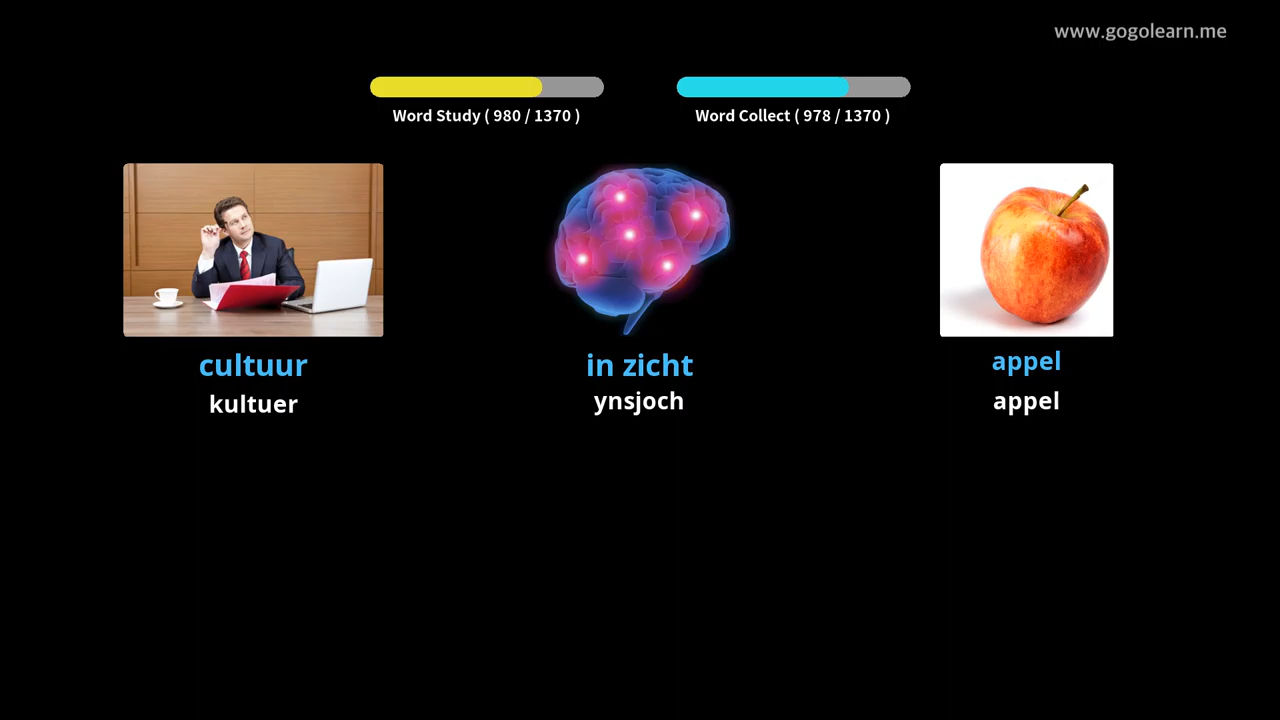 www.gogolearn.me
Word Study ( 980 / 1370 )
Word Collect ( 978 / 1370 )
cultuur
kultuer
in zicht
ynsjoch
appel
appel